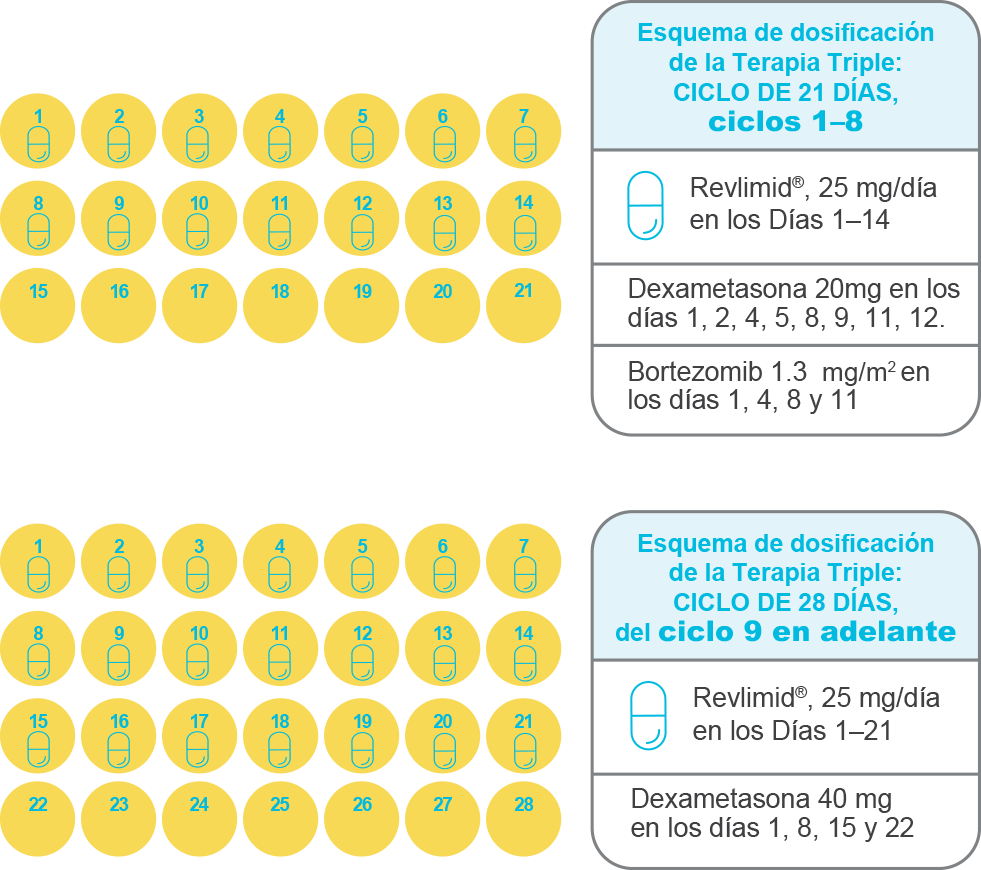 Esquema de dosificación
de la Terapia Triple:
CICLO DE 21 DÍAS,
ciclos 1–8
1 2 3 4 5 6 7
8 9 10 11 12 13 14
15 16 17 18 19 20 21
Revlimid®, 25 mg/día
en los Días 1–14
Dexametasona 20mg en los
días 1, 2, 4, 5, 8, 9, 11, 12.
Bortezomib 1.3 mg/m² en
los días 1, 4, 8 y 11
Esquema de dosificación
de la Terapia Triple:
CICLO DE 28 DÍAS,
del ciclo 9 en adelante
1 2 3 4 5 6 7
8 9 10 11 12 13 14
15 16 17 18 19 20 21
22 23 24 25 26 27 28
Revlimid®, 25 mg/día
en los Días 1–21
Dexametasona 40 mg
en los días 1, 8, 15 y 22